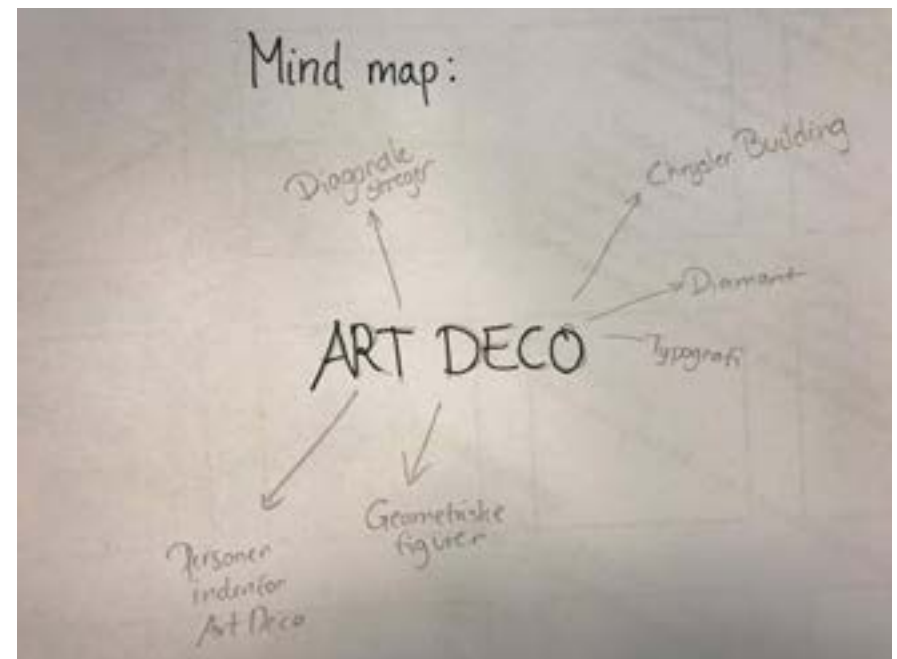 Mind map:
Diagonale
streger
Chrysler Building
Diamant
ART DECO
Typografi
Geometriske
figurer
Personer
indenfor
Art Deco